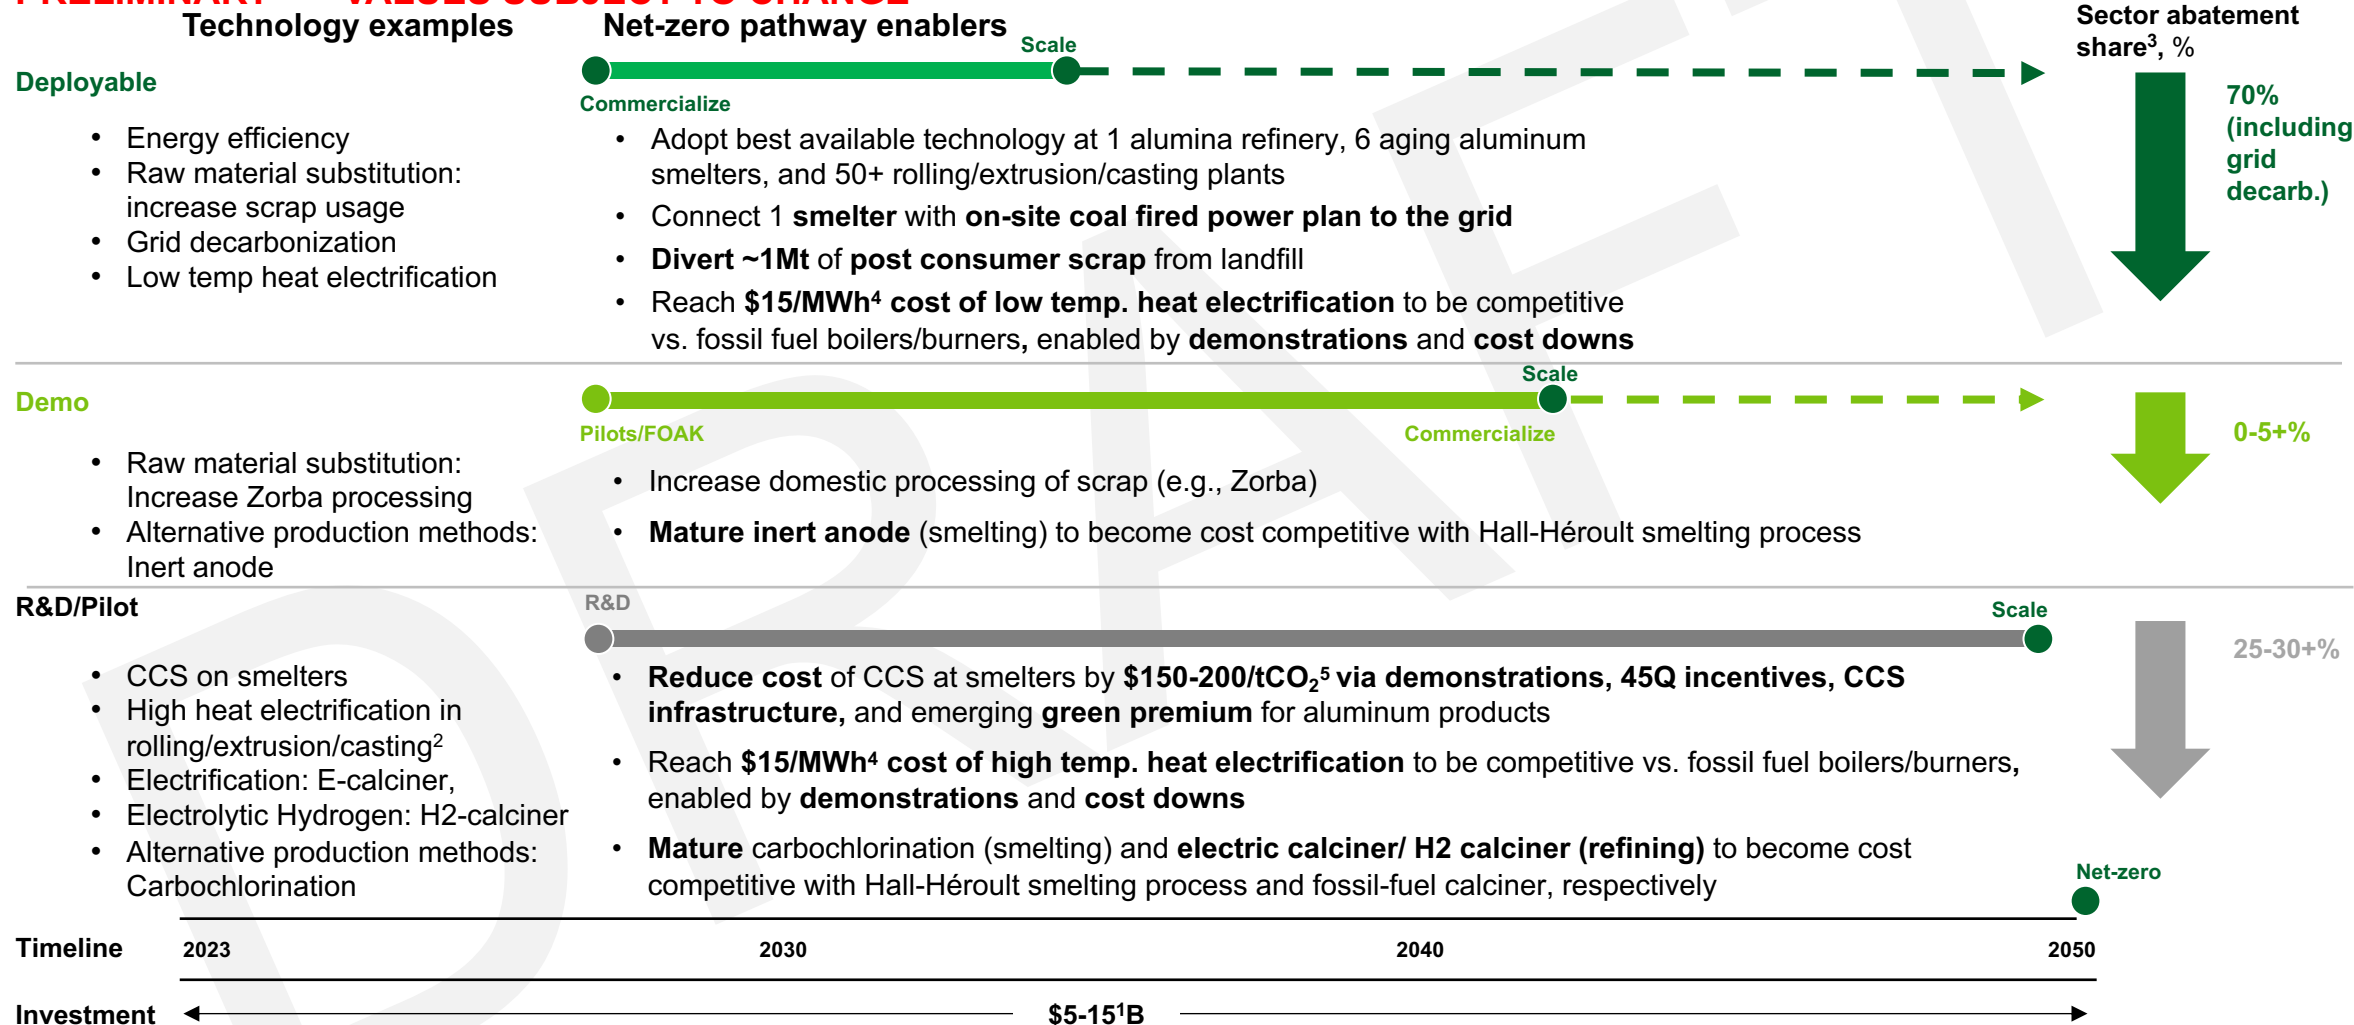 PRELIMINARY VALUES SUBJECT TO CHANGE
Technology examples
Net-zero pathway enablers
Sector abatement
share³, %
Deployable
Scale
Commercialize
• Energy efficiency
• Raw material substitution:
increase scrap usage
• Grid decarbonization
• Low temp heat electrification
• Adopt best available technology at 1 alumina refinery, 6 aging aluminum
smelters, and 50+ rolling/extrusion/casting plants
• Connect 1 smelter with on-site coal fired power plan to the grid
• Divert ~1Mt of post consumer scrap from landfill
• Reach $15/MWh⁴ cost of low temp. heat electrification to be competitive
vs. fossil fuel boilers/burners, enabled by demonstrations and cost downs
70%
(including
grid
decarb.)
Demo
Scale
Pilots/FOAK
Commercialize
• Raw material substitution:
Increase Zorba processing
• Alternative production methods:
Inert anode
• Increase domestic processing of scrap (e.g., Zorba)
• Mature inert anode (smelting) to become cost competitive with Hall-Héroult smelting process
0-5+%
R&D/Pilot
R&D
Scale
• CCS on smelters
• High heat electrification in
rolling/extrusion/casting²
• Electrification: E-calciner,
• Electrolytic Hydrogen: H2-calciner
• Alternative production methods:
Carbochlorination
• Reduce cost of CCS at smelters by $150-200/tCO₂⁵ via demonstrations, 45Q incentives, CCS
infrastructure, and emerging green premium for aluminum products
• Reach $15/MWh⁴ cost of high temp. heat electrification to be competitive vs. fossil fuel boilers/burners,
enabled by demonstrations and cost downs
• Mature carbochlorination (smelting) and electric calciner/ H2 calciner (refining) to become cost
competitive with Hall-Héroult smelting process and fossil-fuel calciner, respectively
25-30+%
Net-zero
Timeline
2023
2030
2040
2050
Investment
$5-15¹B
DRAFT